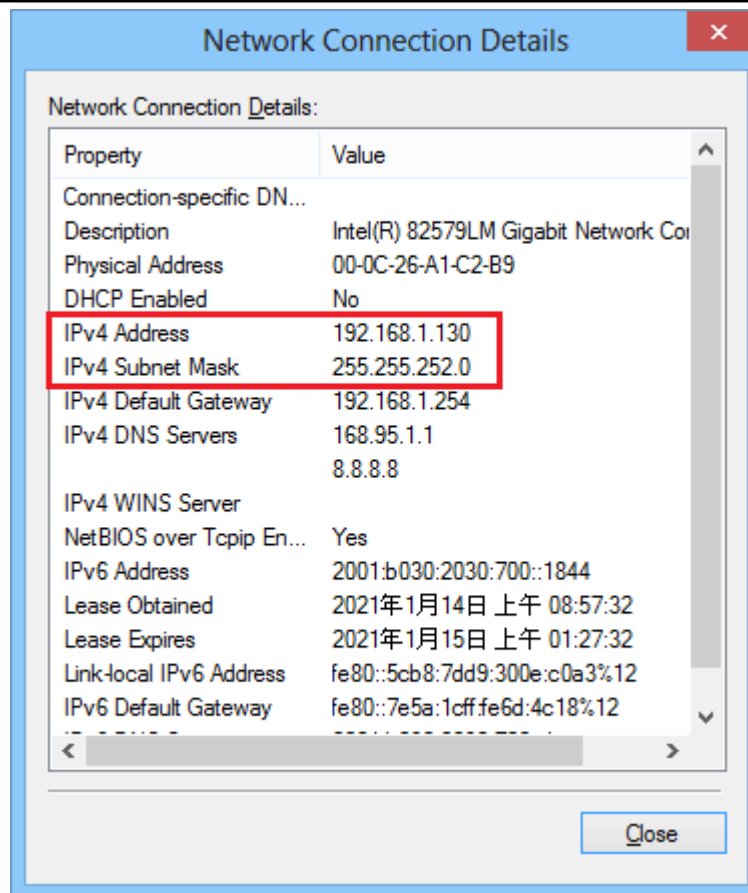 Network Connection Details
Network Connection Details:
Property Value
Connection-specific DN...
Description Intel(R) 82579LM Gigabit Network Con
Physical Address 00-0C-26-A1-C2-B9
DHCP Enabled No
IPv4 Address 192.168.1.130
IPv4 Subnet Mask 255.255.252.0
IPv4 Default Gateway 192.168.1.254
IPv4 DNS Servers 168.95.1.1
8.8.8.8
IPv4 WINS Server
NetBIOS over Tcpip En... Yes
IPv6 Address 2001:b030:2030:700::1844
Lease Obtained 2021年1月14日 上午 08:57:32
Lease Expires 2021年1月15日 上午 01:27:32
Link-local IPv6 Address fe80::5cb8:7dd9:300e:c0a3%12
IPv6 Default Gateway fe80::7e5a:1cff:fe6d:4c18%12
Close